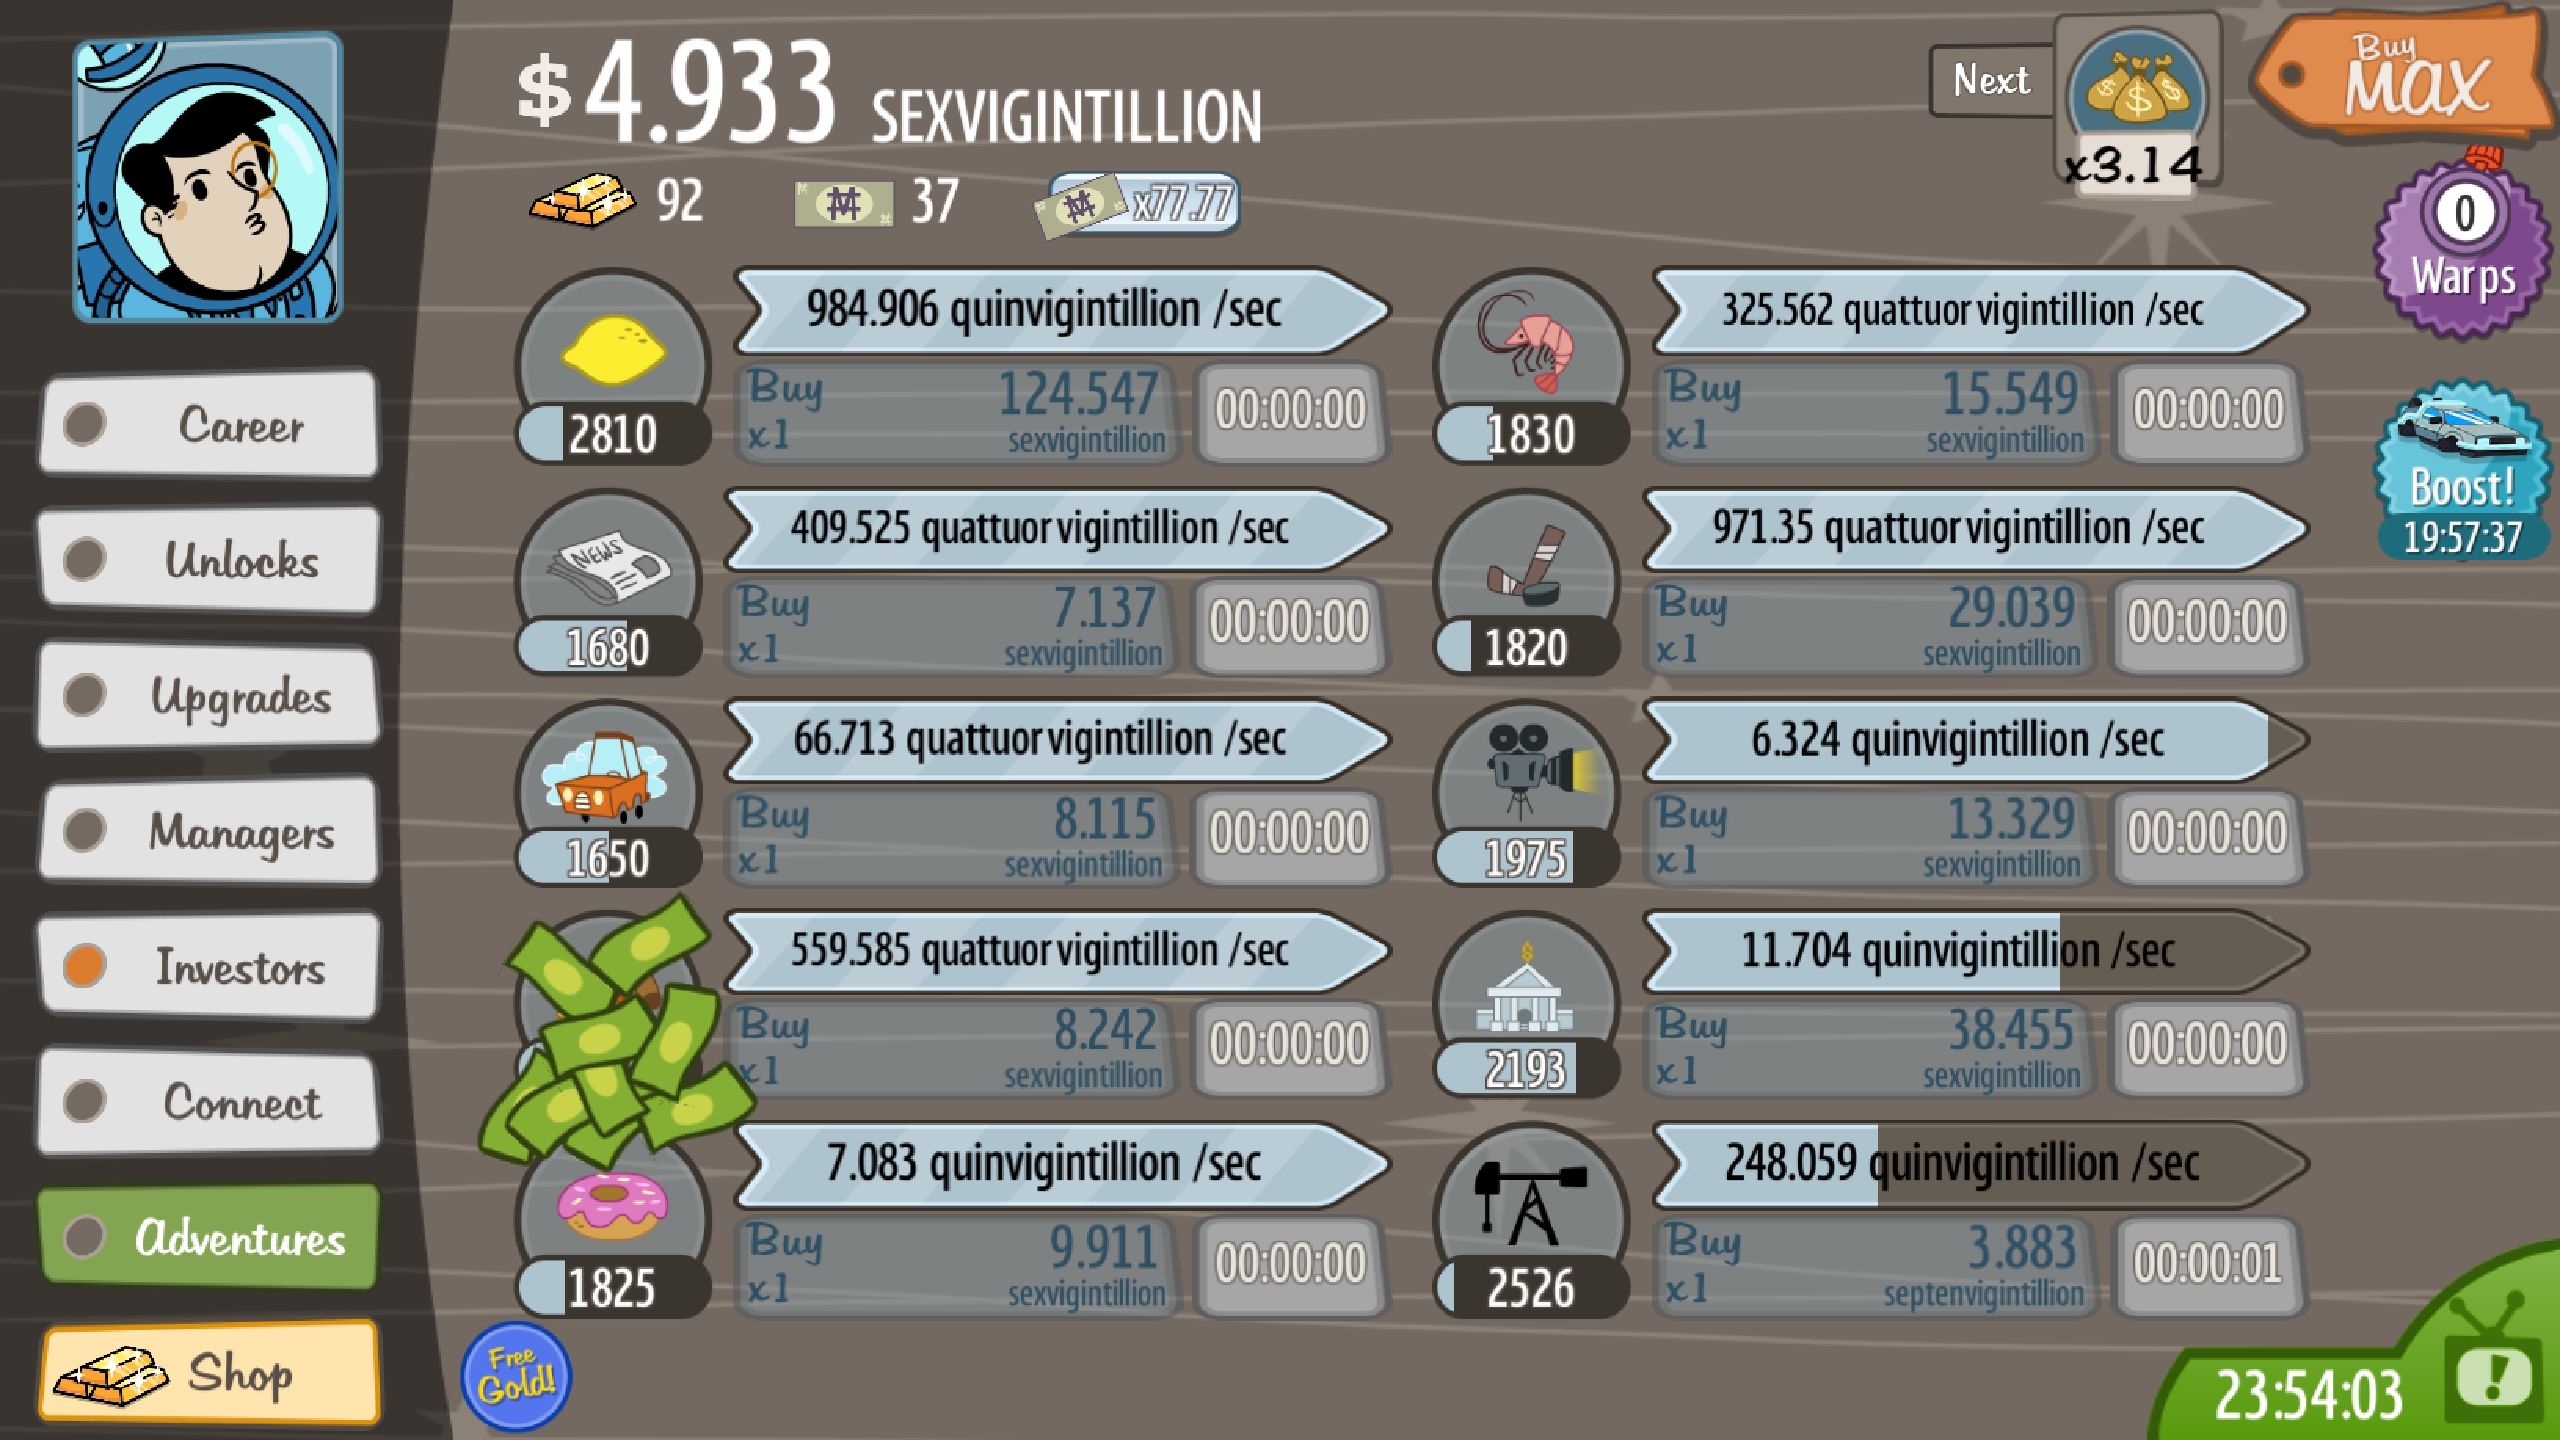 $4.933 SEXVIGINTILLION
Next
x3.14
Buy
MAX
92
37
x77.77
0
Warps
Boost!
19:57:37
Career
Unlocks
Upgrades
Managers
Investors
Connect
Adventures
Shop
984.906 quinvigintillion /sec
2810
Buy
x1
124.547
sexvigintillion
00:00:00
325.562 quattuorvigintillion /sec
1830
Buy
x1
15.549
sexvigintillion
00:00:00
NEWS
409.525 quattuorvigintillion /sec
1680
Buy
x1
7.137
sexvigintillion
00:00:00
971.35 quattuorvigintillion /sec
1820
Buy
x1
29.039
sexvigintillion
00:00:00
66.713 quattuorvigintillion /sec
1650
Buy
x1
8.115
sexvigintillion
00:00:00
6.324 quinvigintillion /sec
1975
Buy
x1
13.329
sexvigintillion
00:00:00
559.585 quattuorvigintillion /sec
Buy
x1
8.242
sexvigintillion
00:00:00
11.704 quinvigintillion /sec
2193
Buy
x1
38.455
sexvigintillion
00:00:00
7.083 quinvigintillion /sec
1825
Buy
x1
9.911
sexvigintillion
00:00:00
248.059 quinvigintillion /sec
2526
Buy
x1
3.883
septenvigintillion
00:00:01
Free
Gold!
23:54:03